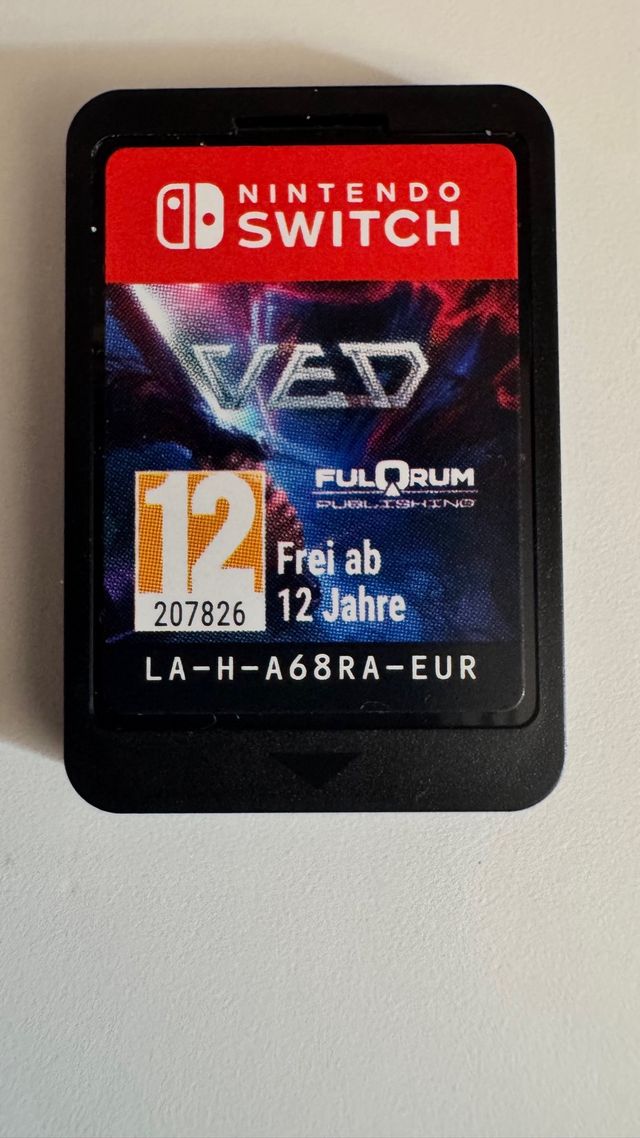 NINTENDO
SWITCH
VED
FULQRUM
PUBLISHING
12
207826
Frei ab
12 Jahre
LA-H-A68RA-EUR